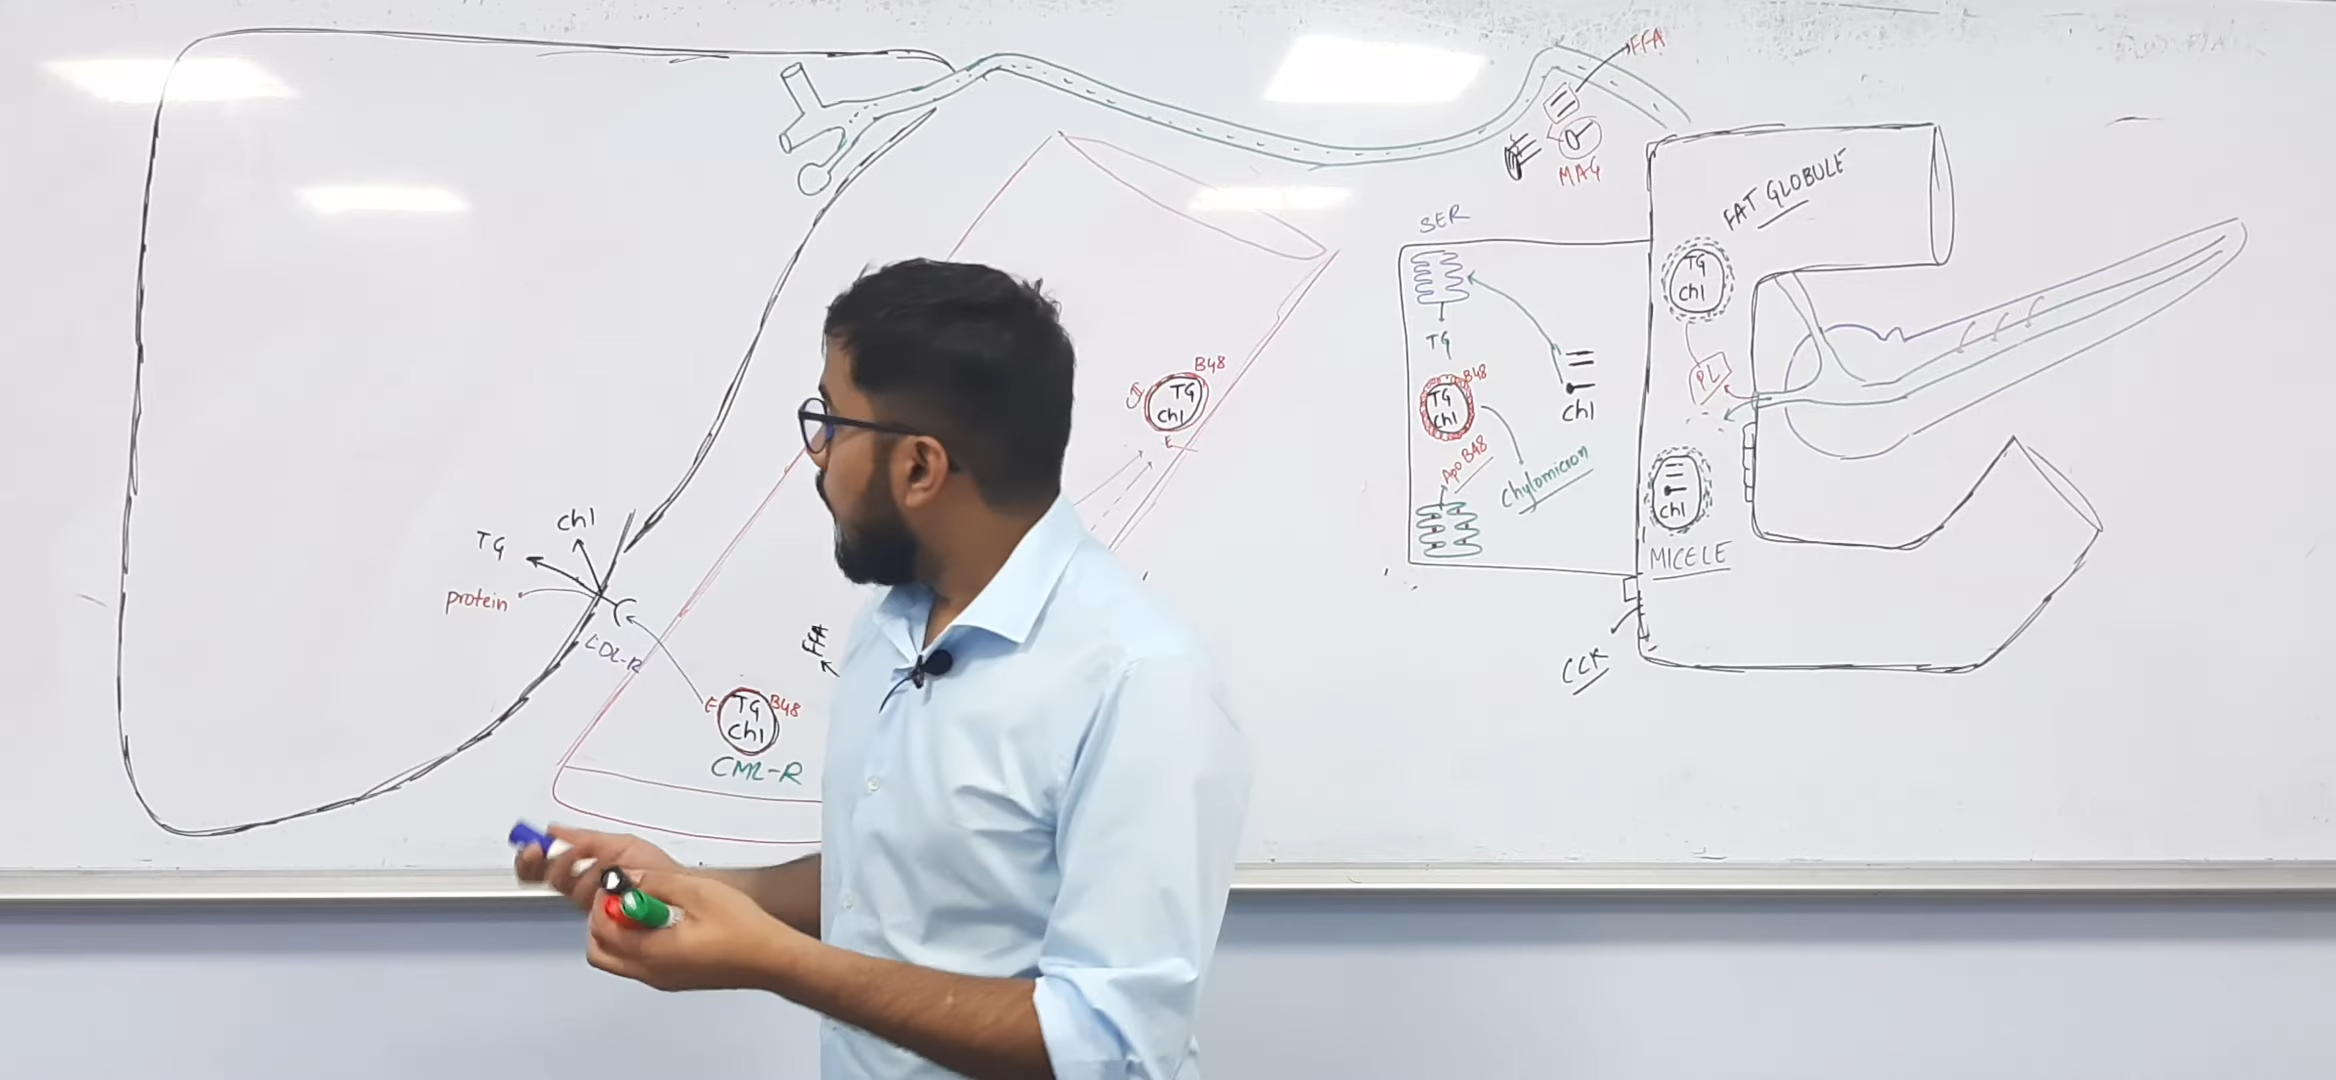 FFA
MAG
FAT GLOBULE
SER
TG
Chl
TG
B48
TG
Chl
Chl
Apo B48
Chylomicron
PL
Chl
MICELE
CCK
B48
CII
TG
Chl
E
Chl
TG
protein
LDL-R
E
TG
Chl
B48
CML-R